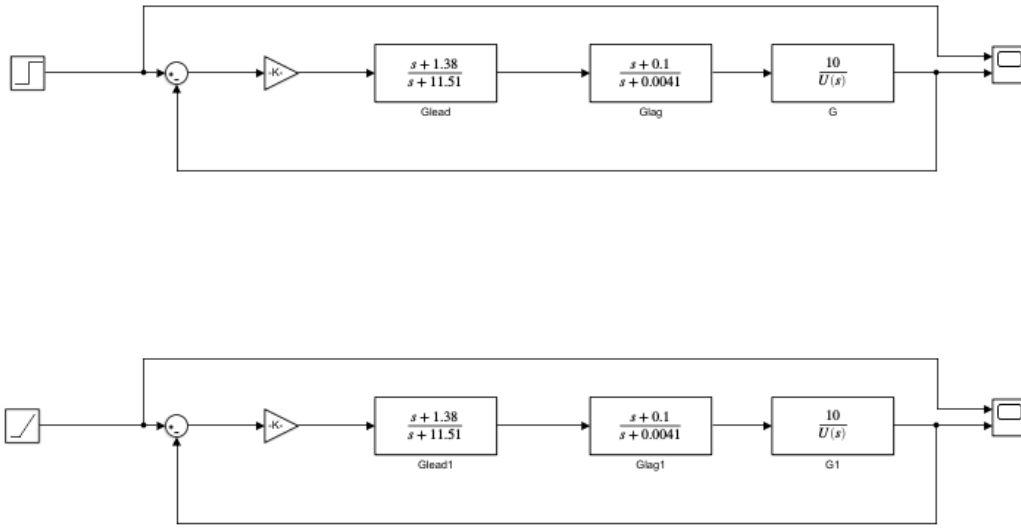 -K-
s + 1.38
s + 11.51
Glead
s + 0.1
s + 0.0041
Glag
10
U(s)
G
-K-
s + 1.38
s + 11.51
Glead1
s + 0.1
s + 0.0041
Glag1
10
U(s)
G1